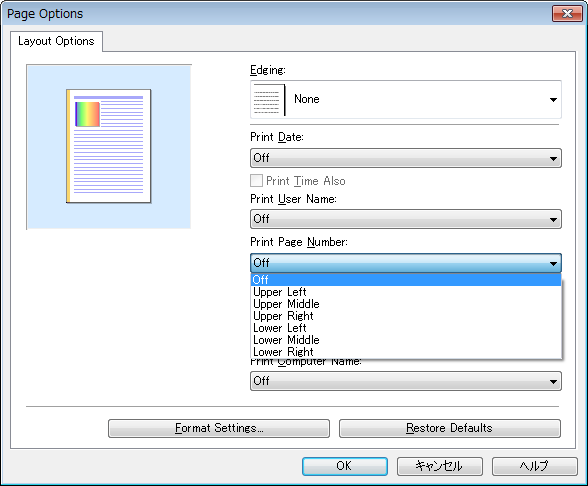 Page Options
Layout Options
Edging:
None
Print Date:
Off
Print Time Also
Print User Name:
Off
Print Page Number:
Off
Off
Upper Left
Upper Middle
Upper Right
Lower Left
Lower Middle
Lower Right
Print Computer Name:
Off
Format Settings...
Restore Defaults
OK
キャンセル
ヘルプ